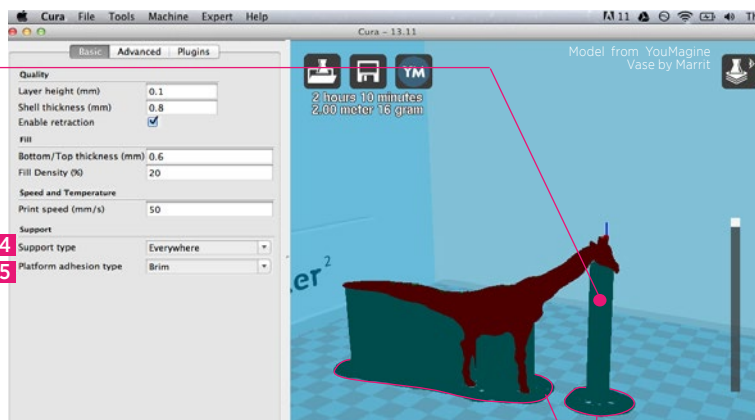 Cura File Tools Machine Expert Help
11
Cura - 13.11
Basic Advanced Plugins
Quality
Layer height (mm) 0.1
Shell thickness (mm) 0.8
Enable retraction
Fill
Bottom/Top thickness (mm) 0.6
Fill Density (%) 20
Speed and Temperature
Print speed (mm/s) 50
Support
4 Support type Everywhere
5 Platform adhesion type Brim
YM
2 hours 10 minutes
2.00 meter 16 gram
Model from YouMagine
Vase by Marrit
er²